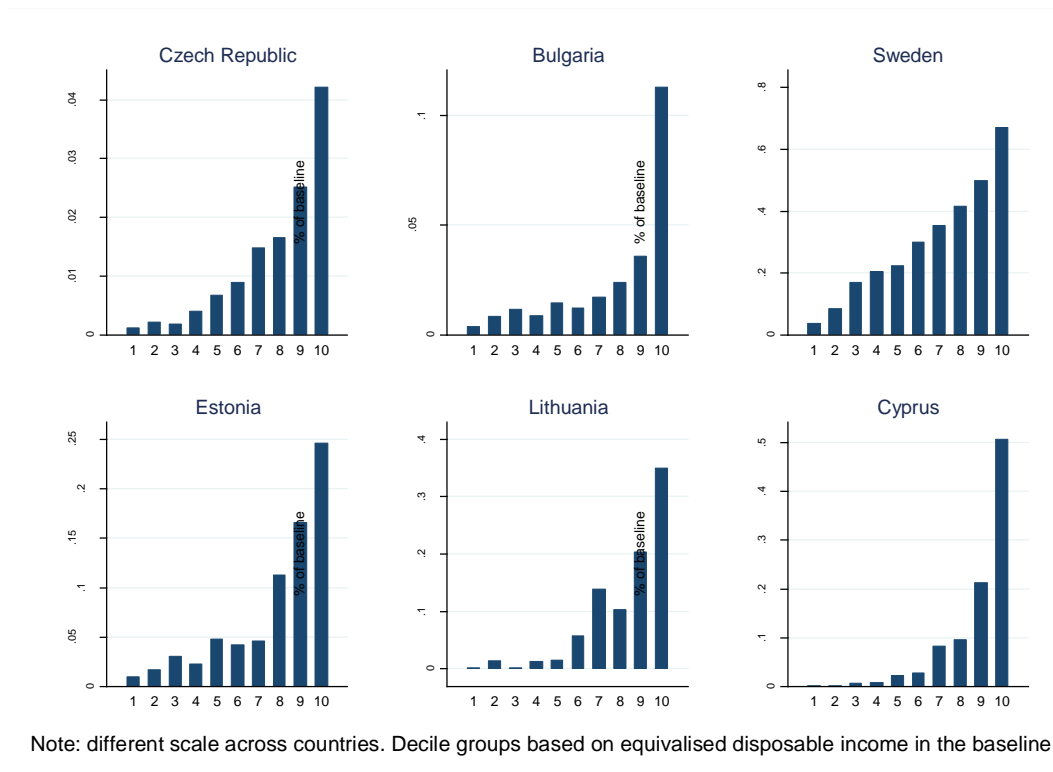 Czech Republic
Bulgaria
Sweden
.04
.03
.02
.01
0
% of baseline
1 2 3 4 5 6 7 8 9 10
.1
.05
0
% of baseline
1 2 3 4 5 6 7 8 9 10
.8
.6
.4
.2
0
1 2 3 4 5 6 7 8 9 10
Estonia
Lithuania
Cyprus
.25
.2
.15
.1
.05
0
% of baseline
1 2 3 4 5 6 7 8 9 10
.4
.3
.2
.1
0
% of baseline
1 2 3 4 5 6 7 8 9 10
.5
.4
.3
.2
.1
0
1 2 3 4 5 6 7 8 9 10
Note: different scale across countries. Decile groups based on equivalised disposable income in the baseline